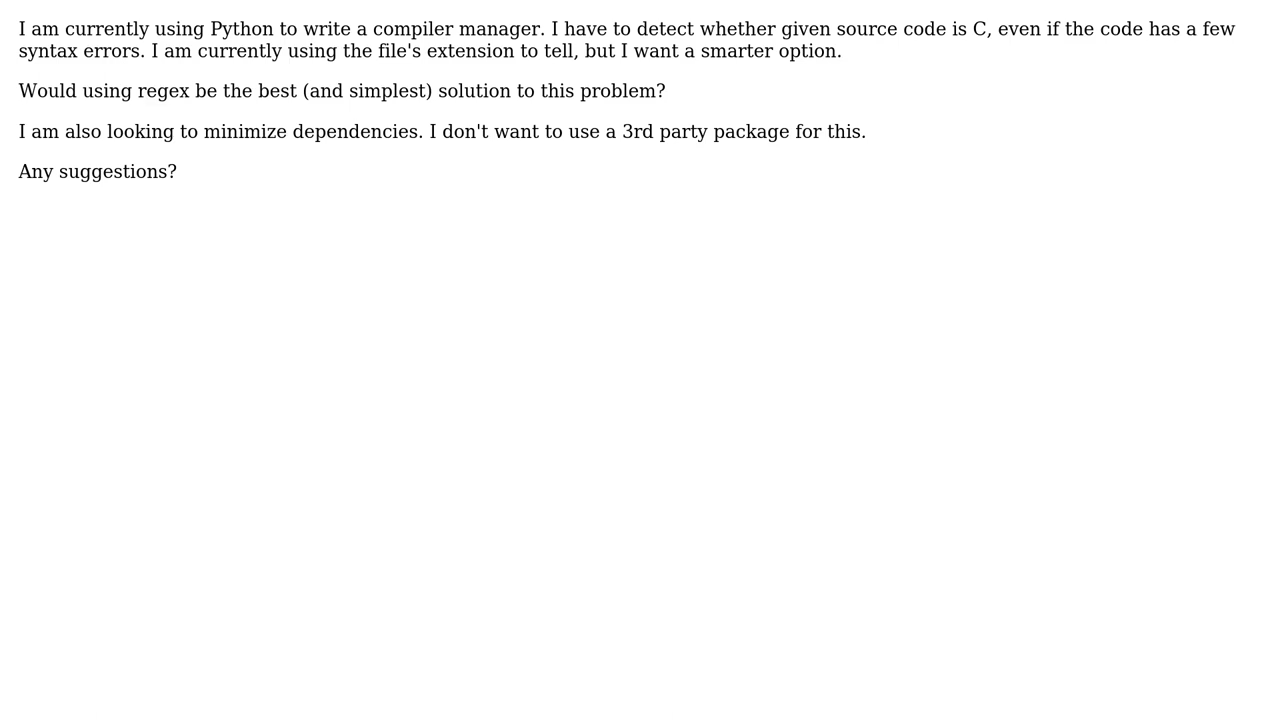 I am currently using Python to write a compiler manager. I have to detect whether given source code is C, even if the code has a few
syntax errors. I am currently using the file's extension to tell, but I want a smarter option.
Would using regex be the best (and simplest) solution to this problem?
I am also looking to minimize dependencies. I don't want to use a 3rd party package for this.
Any suggestions?